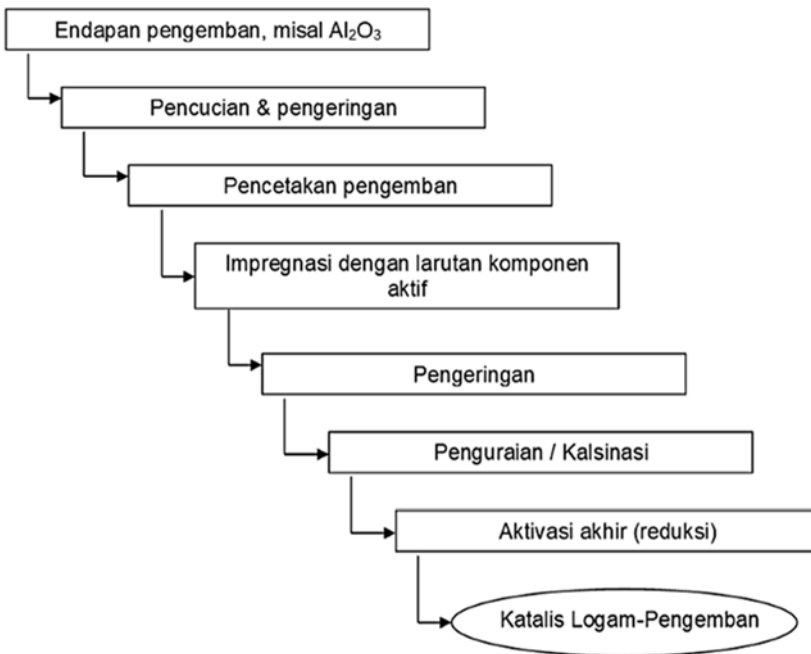 Endapan pengemban, misal Al₂O₃
Pencucian & pengeringan
Pencetakan pengemban
Impregnasi dengan larutan komponen
aktif
Pengeringan
Penguraian / Kalsinasi
Aktivasi akhir (reduksi)
Katalis Logam-Pengemban